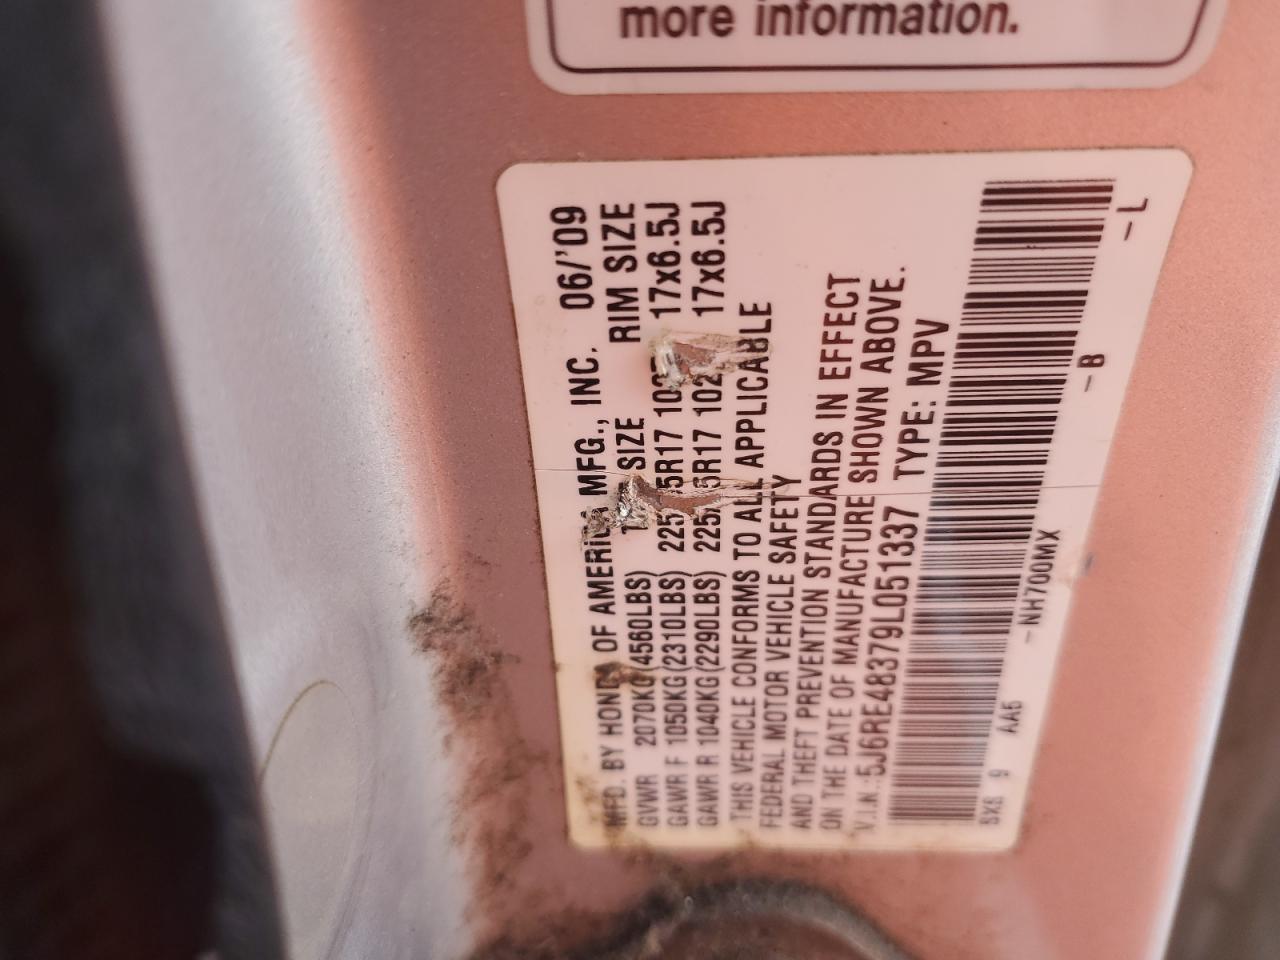 more information.
MFD. BY HONDA OF AMERICA MFG., INC. 06/'09
GVWR 2070KG(4560LBS) SIZE RIM SIZE
GAWR F 1050KG(2310LBS) 17x6.5J
GAWR R 1040KG(2290LBS) 17x6.5J
THIS VEHICLE CONFORMS TO ALL APPLICABLE
FEDERAL MOTOR VEHICLE SAFETY
AND THEFT PREVENTION STANDARDS IN EFFECT
ON THE DATE OF MANUFACTURE SHOWN ABOVE.
V.I.N.:5J6RE48379L051337 TYPE: MPV
9 AA6 -NH700MX -B -L